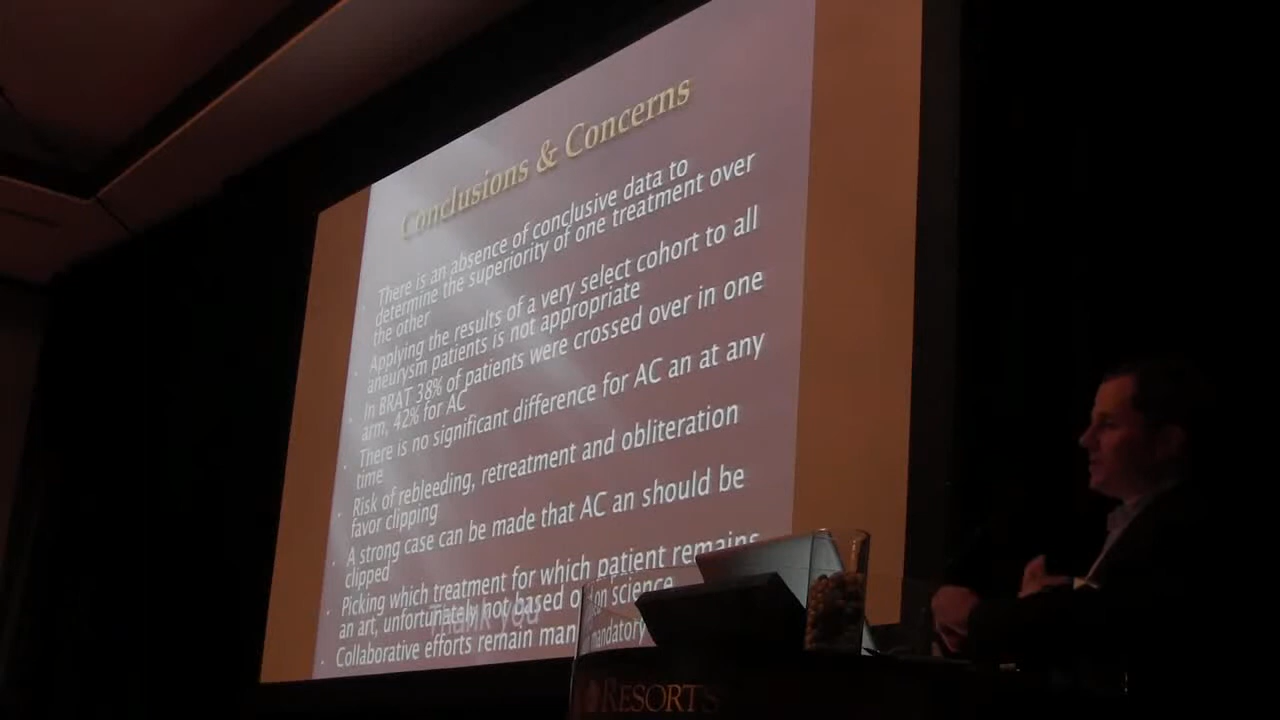 Conclusions & Concerns
There is an absence of conclusive data to
determine the superiority of one treatment over
the other
Applying the results of a very select cohort to all
aneurysm patients is not appropriate
In BRAT 38% of patients were crossed over in one
arm, 42% for AC
There is no significant difference for AC an at any
time
Risk of rebleeding, retreatment and obliteration
favor clipping
A strong case can be made that AC an should be
clipped
Picking which treatment for which patient remains
an art, unfortunately not based on science
Thank you
Collaborative efforts remain mandatory
RESORTS